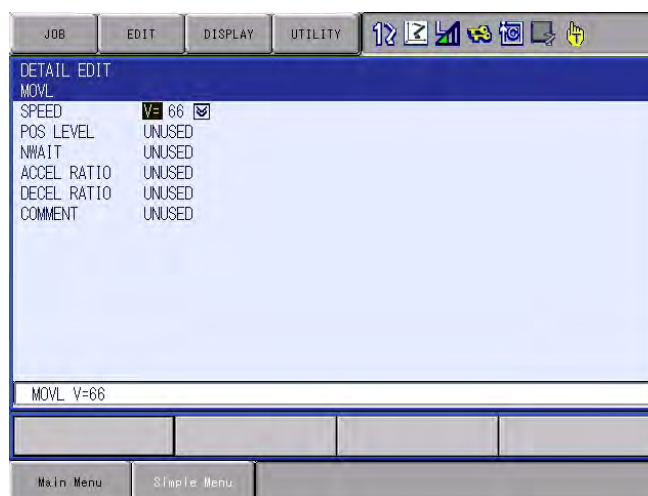 JOB EDIT DISPLAY UTILITY
DETAIL EDIT
MOVL
SPEED V= 66
POS LEVEL UNUSED
NWAIT UNUSED
ACCEL RATIO UNUSED
DECEL RATIO UNUSED
COMMENT UNUSED
MOVL V=66
Main Menu Simple Menu